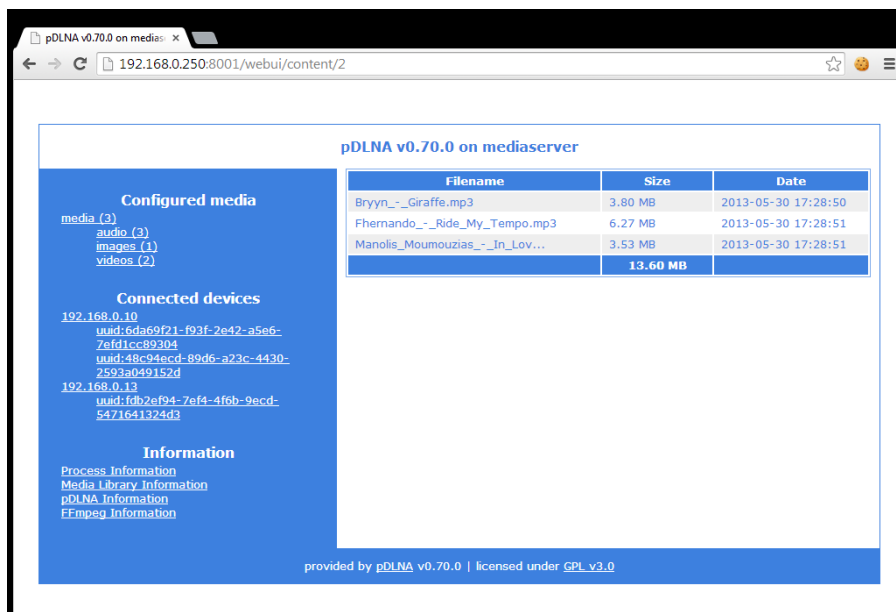 pDLNA v0.70.0 on medias
192.168.0.250:8001/webui/content/2
pDLNA v0.70.0 on mediaserver
Configured media
media (3)
audio (3)
images (1)
videos (2)
Connected devices
192.168.0.10
uuid:6da69f21-f93f-2e42-a5e6-
7efd1cc89304
uuid:48c94ecd-89d6-a23c-4430-
2593a049152d
192.168.0.13
uuid:fdb2ef94-7ef4-4f6b-9ecd-
5471641324d3
Information
Process Information
Media Library Information
pDLNA Information
FFmpeg Information
Filename Size Date
Bryyn_-_Giraffe.mp3 3.80 MB 2013-05-30 17:28:50
Fhernando_-_Ride_My_Tempo.mp3 6.27 MB 2013-05-30 17:28:51
Manolis_Moumouzias_-_In_Lov... 3.53 MB 2013-05-30 17:28:51
13.60 MB
provided by pDLNA v0.70.0 | licensed under GPL v3.0